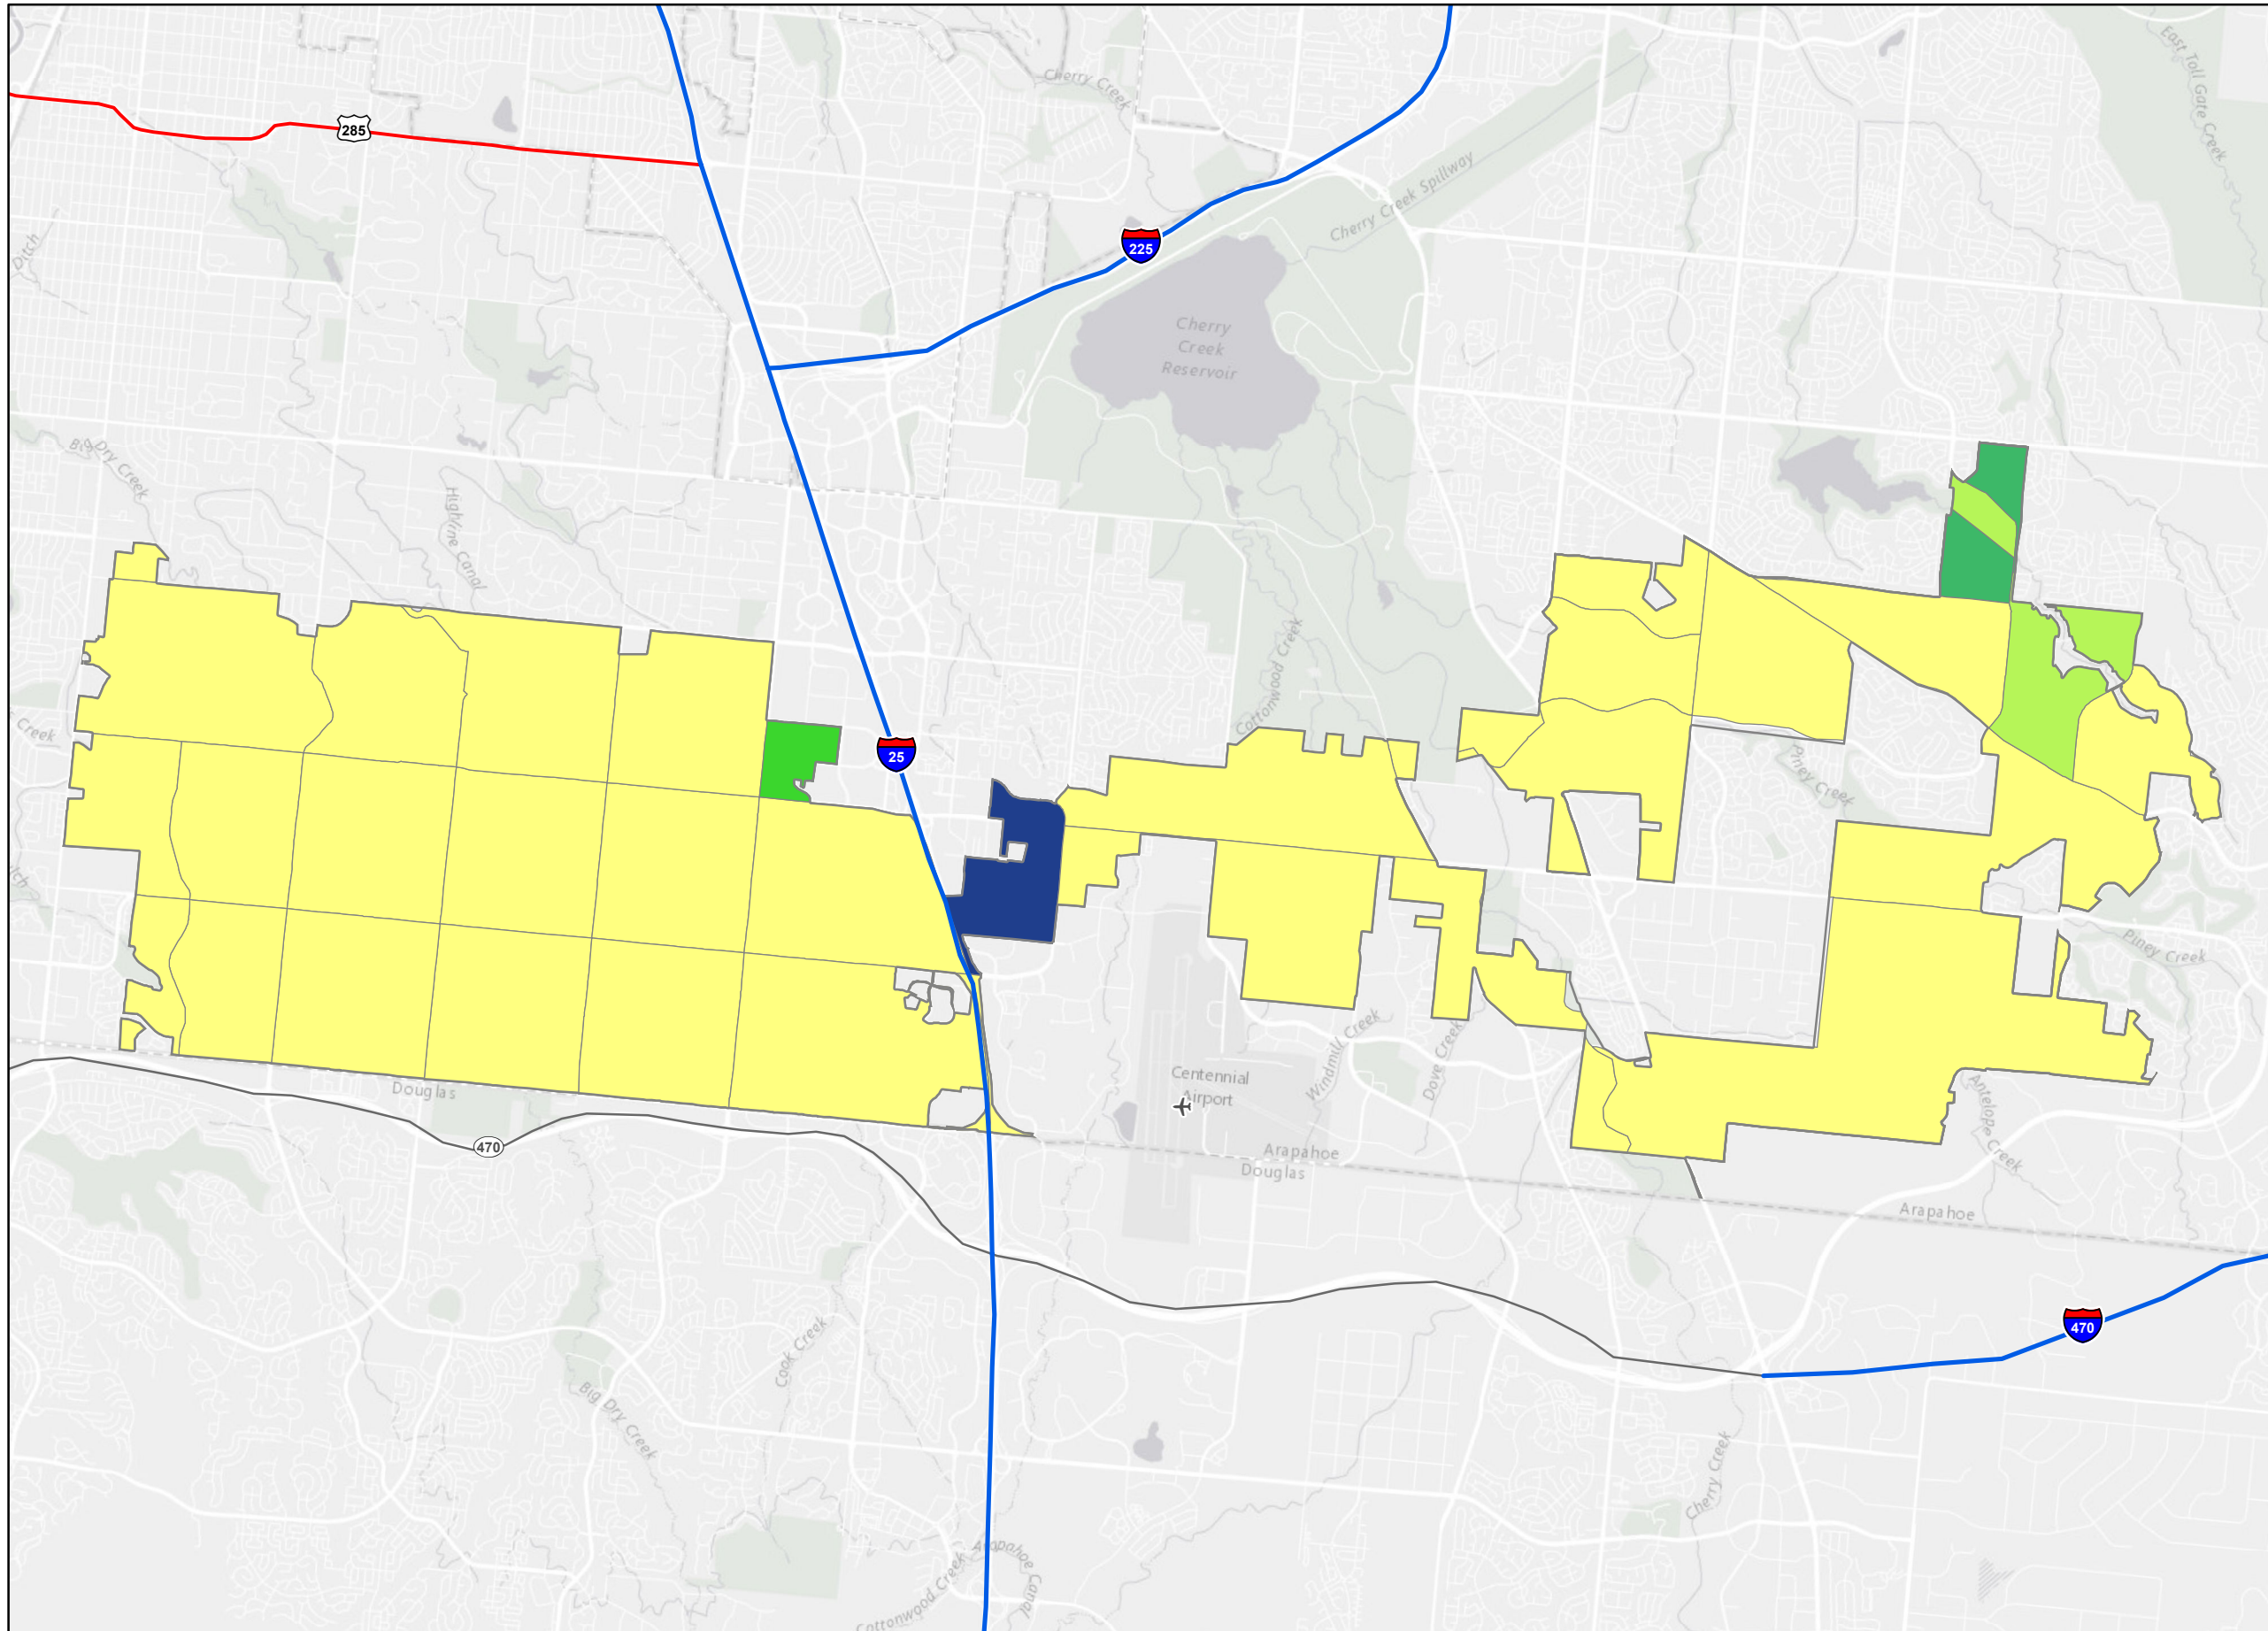 East Toll Gate Creek
Cherry Creek
285
Cherry Creek Spillway
225
Ditch
Cherry
Creek
Reservoir
Big Dry Creek
Highline Canal
Cottonwood Creek
Creek
25
Piney Creek
Piney Creek
Windmill Creek
Dove Creek
Centennial
Airport
Douglas
Antelope Creek
470
Arapahoe
Douglas
Arapahoe
470
Cook Creek
Big Dry Creek
Cherry Creek
Arapahoe Canal
Cottonwood Creek